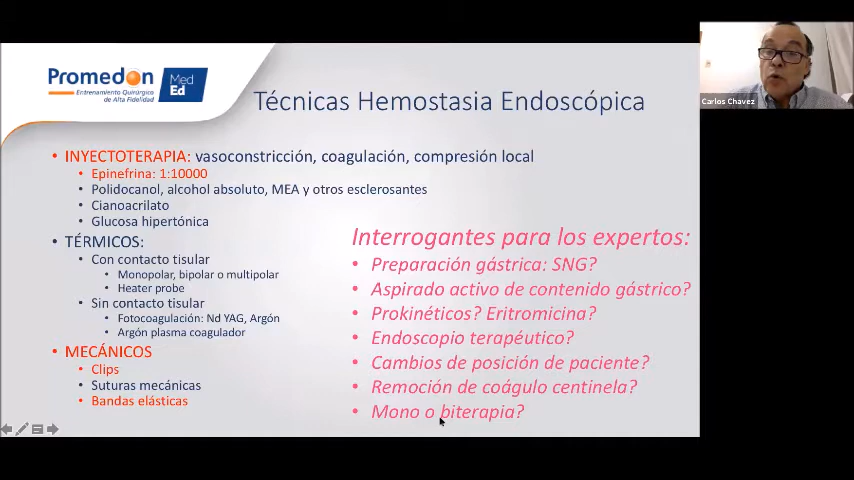 Promedon
Entrenamiento Quirúrgicos
de Alta Fidelidad
Med
Ed
Técnicas Hemostasia Endoscópica
Carlos Chavez
• INYECTOTERAPIA: vasoconstricción, coagulación, compresión local
• Epinefrina: 1:10000
• Polidocanol, alcohol absoluto, MEA y otros esclerosantes
• Cianoacrilato
• Glucosa hipertónica
• TÉRMICOS:
• Con contacto tisular
• Monopolar, bipolar o multipolar
• Heater probe
• Sin contacto tisular
• Fotocoagulación: Nd YAG, Argón
• Argón plasma coagulador
• MECÁNICOS
• Clips
• Suturas mecánicas
• Bandas elásticas
Interrogantes para los expertos:
• Preparación gástrica: SNG?
• Aspirado activo de contenido gástrico?
• Prokinéticos? Eritromicina?
• Endoscopio terapéutico?
• Cambios de posición de paciente?
• Remoción de coágulo centinela?
• Mono o biterapia?